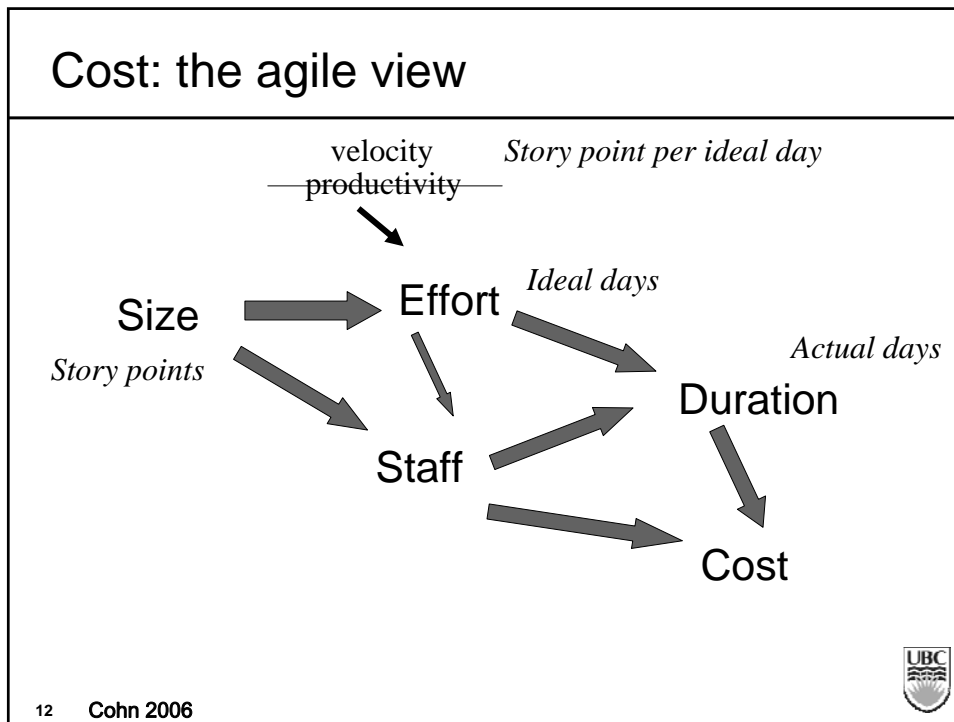 Cost: the agile view
velocity
Story point per ideal day
productivity
Effort
Ideal days
Size
Story points
Actual days
Duration
Staff
Cost
UBC
12 Cohn 2006